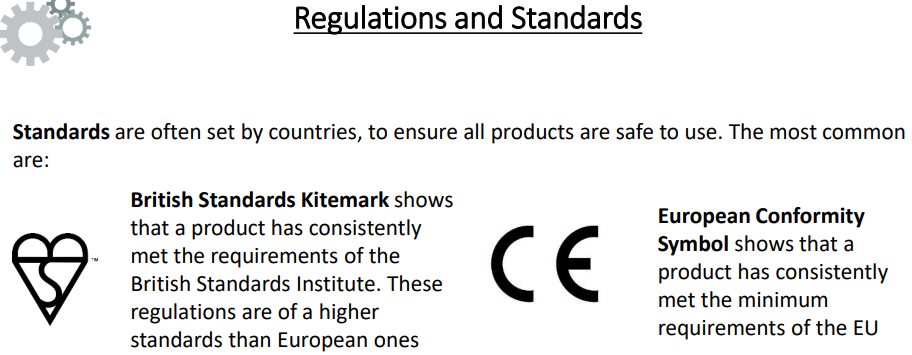 Regulations and Standards
Standards are often set by countries, to ensure all products are safe to use. The most common
are:
British Standards Kitemark shows
that a product has consistently
met the requirements of the
British Standards Institute. These
regulations are of a higher
standards than European ones
™
CE
European Conformity
Symbol shows that a
product has consistently
met the minimum
requirements of the EU